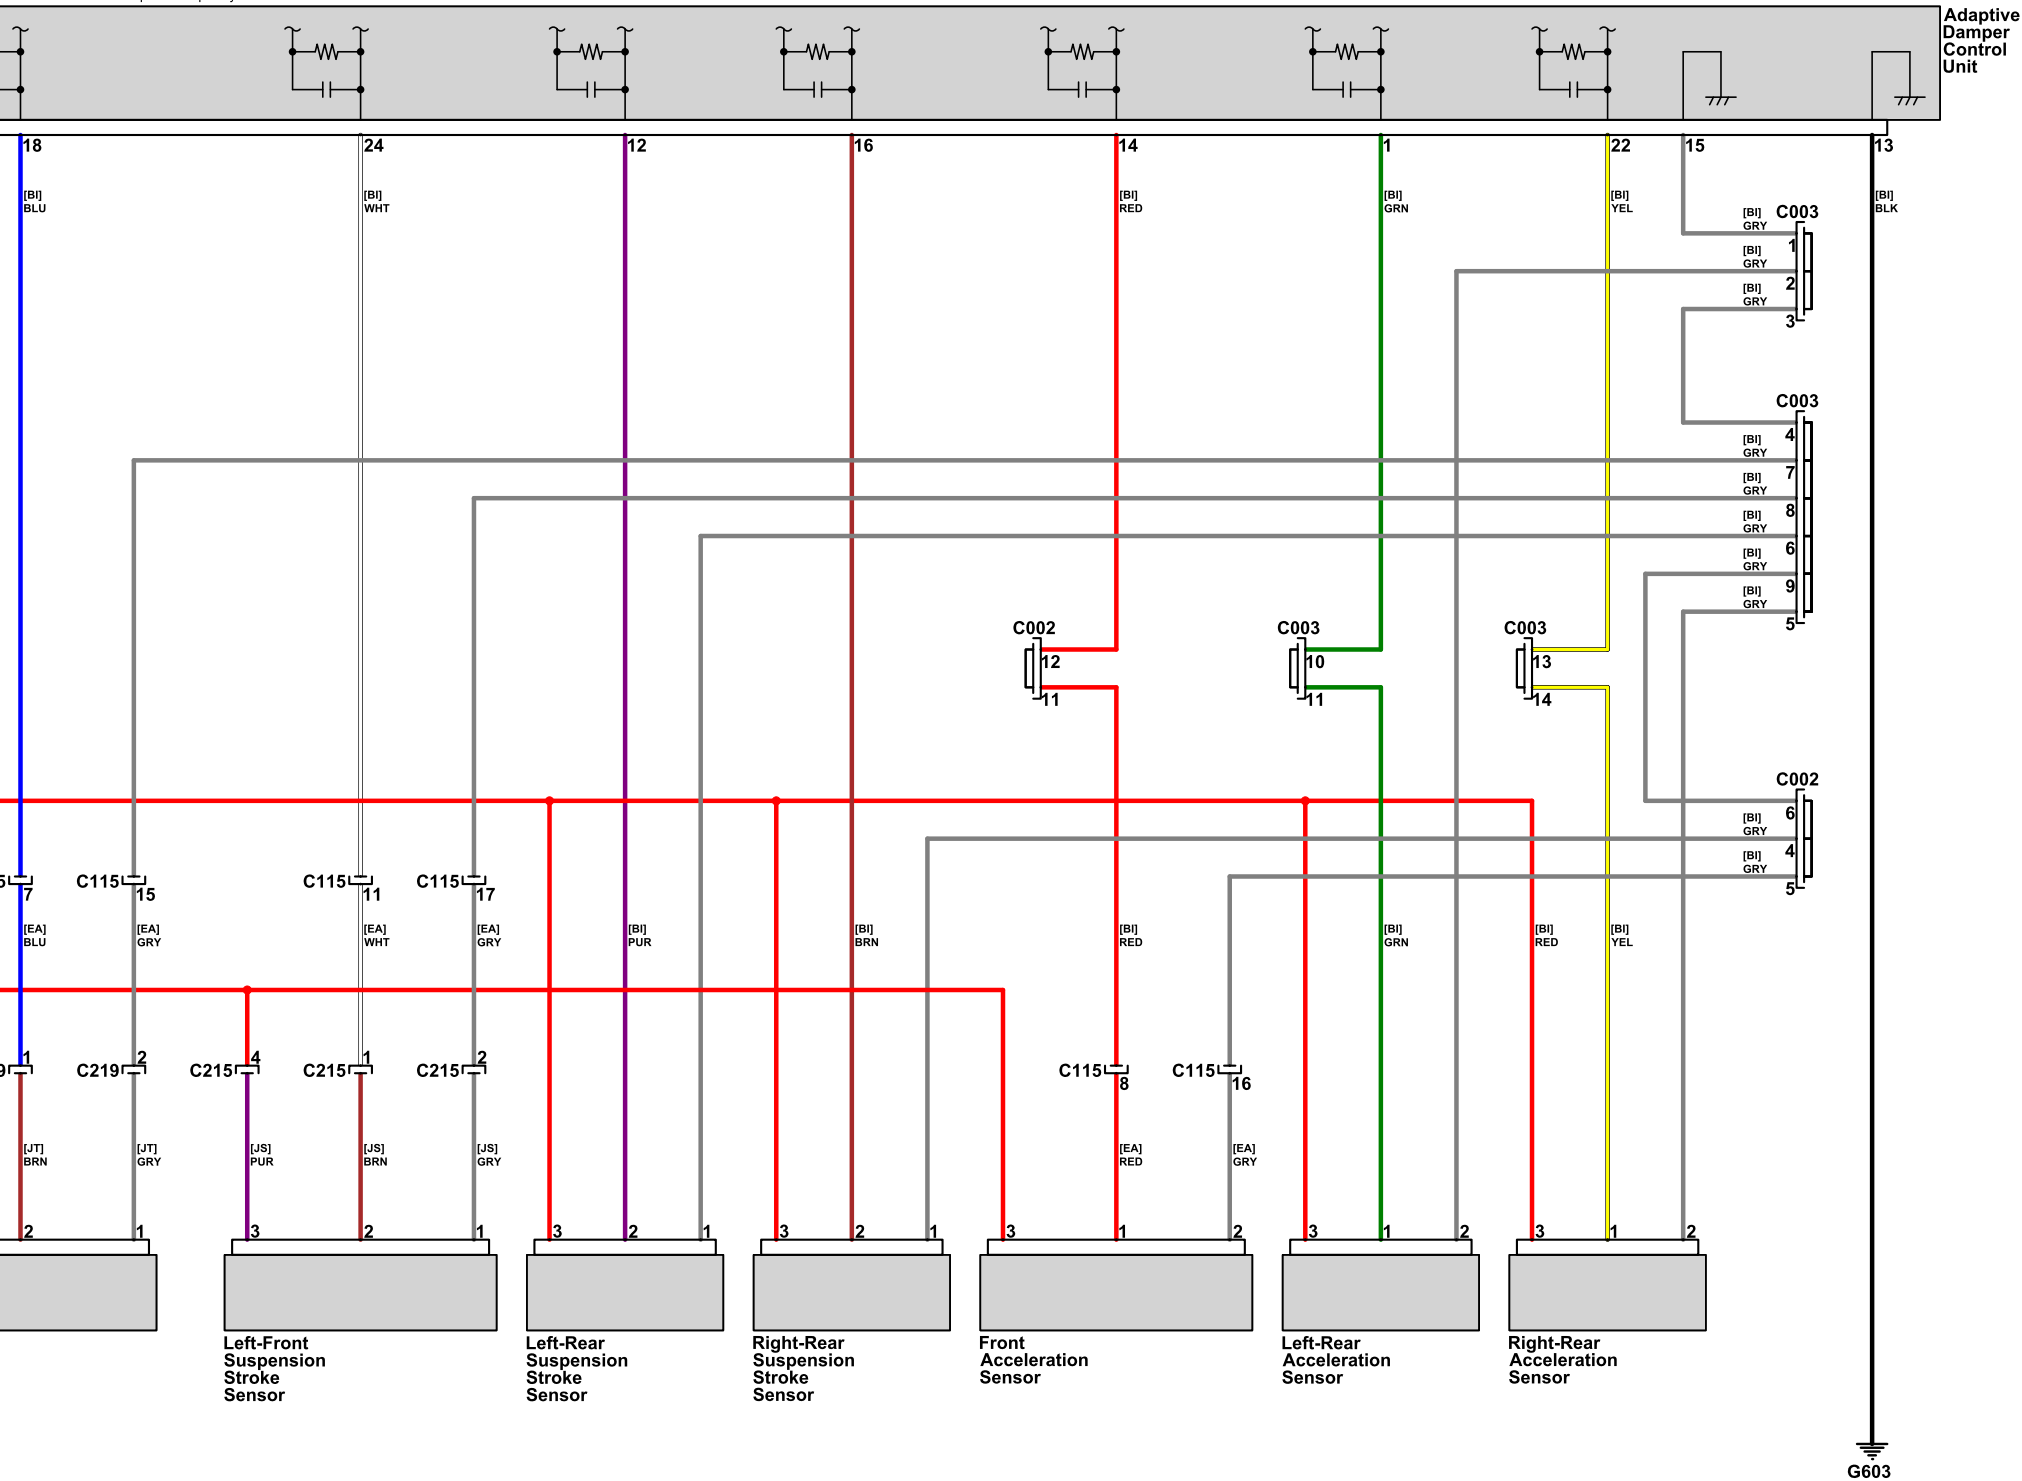 Adaptive
Damper
Control
Unit
18 24 12 16 14 1 22 15 13
[BI] [BI] [BI] [BI] [BI] [BI]
BLU WHT RED GRN YEL BLK
[BI] C003
GRY
1
[BI]
GRY
2
[BI]
GRY
3
C003
4
[BI]
GRY
7
[BI]
GRY
8
[BI]
GRY
6
[BI]
GRY
9
[BI]
GRY
5
C002 C003 C003
12 10 13
11 11 14
C002
6
[BI]
GRY
4
[BI]
GRY
5
7 C115 15 C115 11 C115 17
[EA] [EA] [EA] [EA] [BI] [BI] [BI] [BI] [BI] [BI]
BLU GRY WHT GRY PUR BRN RED GRN RED YEL
1 2 4 1 2
9 C219 C215 C215 C215 C115 8 C115 16
[JT] [JT] [JS] [JS] [JS] [EA] [EA]
BRN GRY PUR BRN GRY RED GRY
2 1 3 2 1 3 2 1 3 2 1 3 1 2 3 1 2 3 1 2
Left-Front
Suspension
Stroke
Sensor
Left-Rear
Suspension
Stroke
Sensor
Right-Rear
Suspension
Stroke
Sensor
Front
Acceleration
Sensor
Left-Rear
Acceleration
Sensor
Right-Rear
Acceleration
Sensor
G603